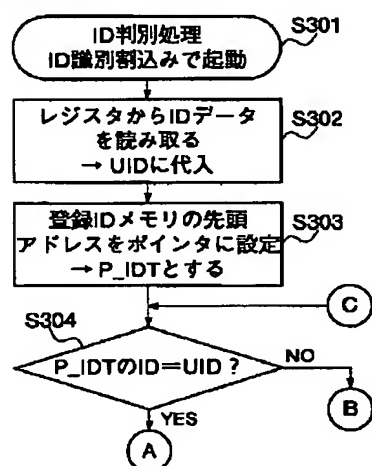 S301
ID判別処理
ID識別割込みで起動
S302
レジスタからIDデータ
を読み取る
→ UIDに代入
S303
登録IDメモリの先頭
アドレスをポインタに設定
→ P_IDTとする
C
S304
P_IDTのID=UID ?
NO
B
YES
A